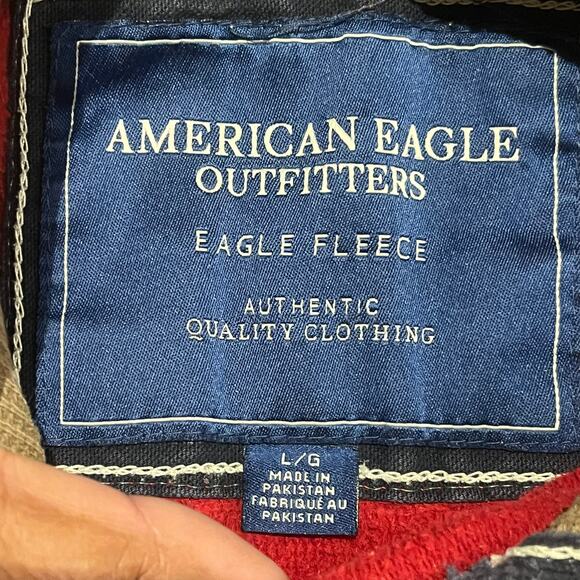 AMERICAN EAGLE
OUTFITTERS
EAGLE FLEECE
AUTHENTIC
QUALITY CLOTHING
L/G
MADE IN
PAKISTAN
FABRIQUÉ AU
PAKISTAN